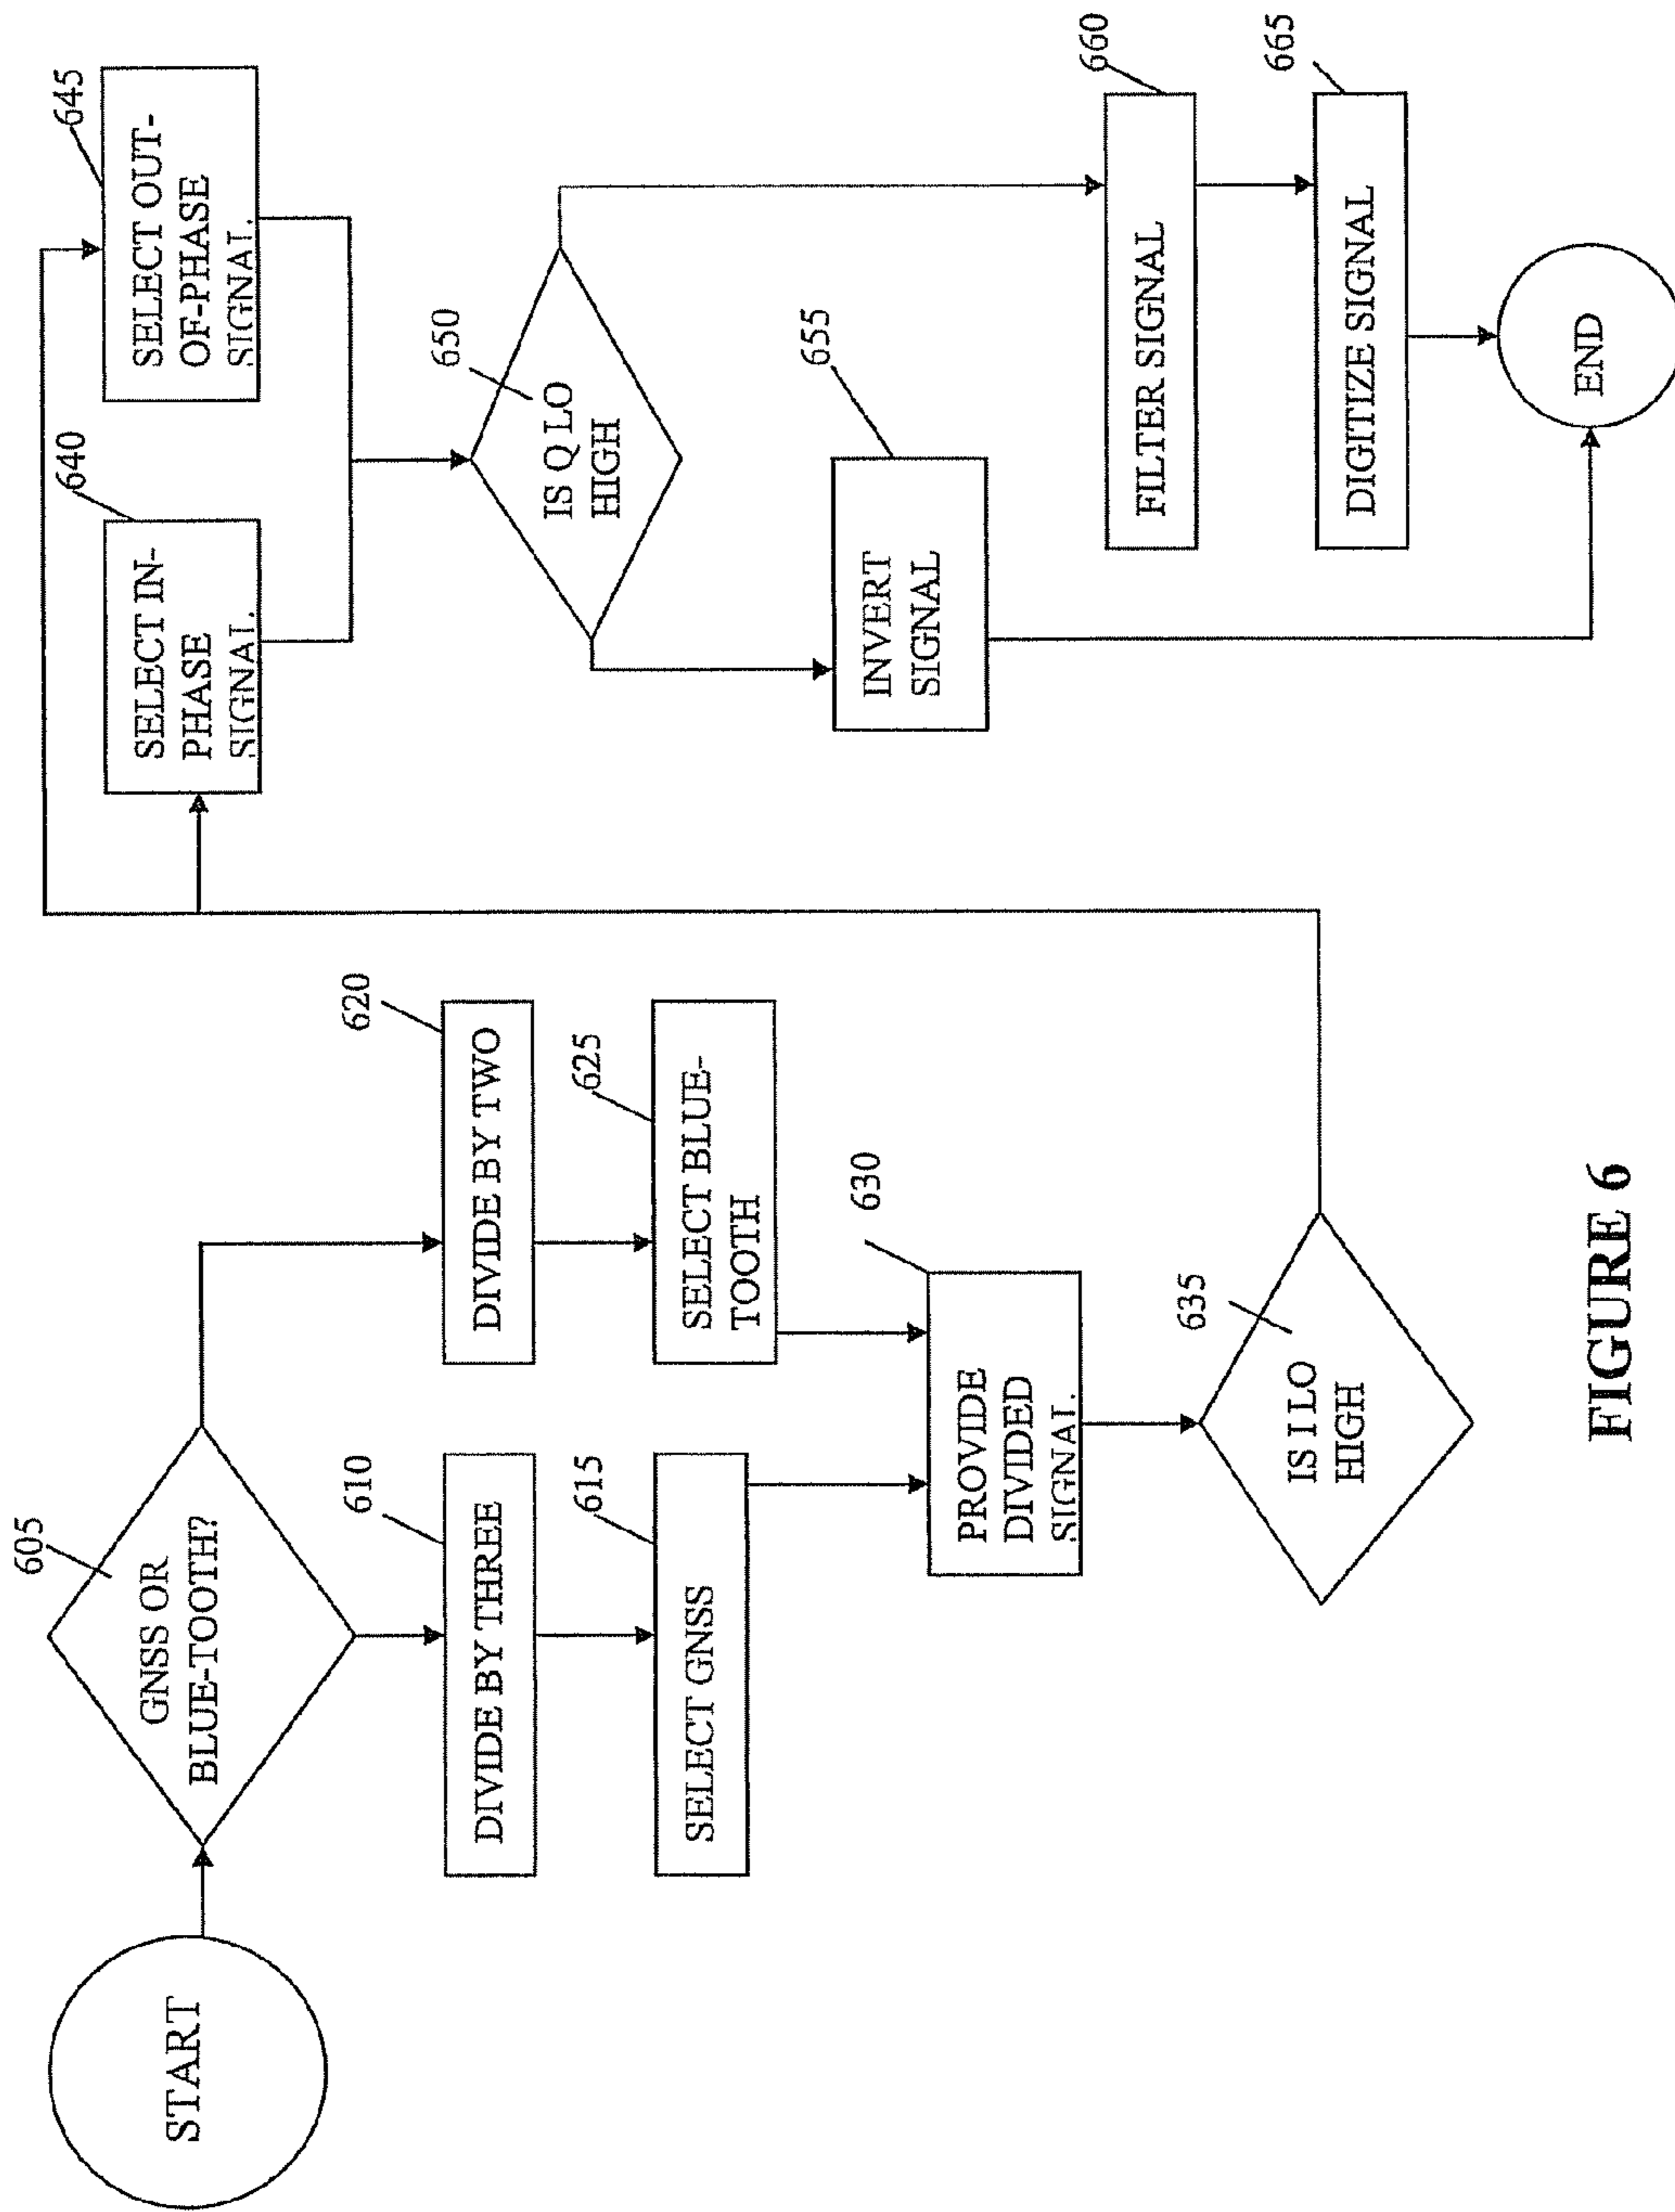 START
605
GNSS OR
BLUE-TOOTH?
610
DIVIDE BY THREE
615
SELECT GNSS
620
DIVIDE BY TWO
625
SELECT BLUE-
TOOTH
630
PROVIDE
DIVIDED
SIGNAL
635
IS I LO
HIGH
640
SELECT IN-
PHASE
SIGNAL
645
SELECT OUT-
OF-PHASE
SIGNAL
650
IS Q LO
HIGH
655
INVERT
SIGNAL
660
FILTER SIGNAL
665
DIGITIZE SIGNAL
END
FIGURE 6